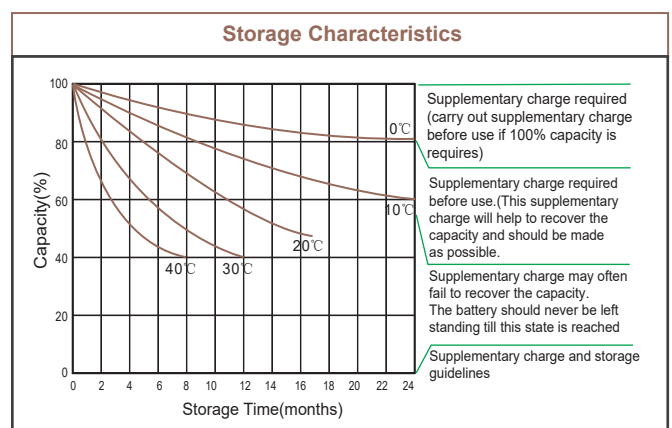 Storage Characteristics
100
80
60
40
20
0
Capacity(%)
0 2 4 6 8 10 12 14 16 18 20 22 24
Storage Time(months)
0℃
10℃
20℃
30℃
40℃
Supplementary charge required
(carry out supplementary charge
before use if 100% capacity is
requires)
Supplementary charge required
before use.(This supplementary
charge will help to recover the
capacity and should be made
as possible.
Supplementary charge may often
fail to recover the capacity.
The battery should never be left
standing till this state is reached
Supplementary charge and storage
guidelines